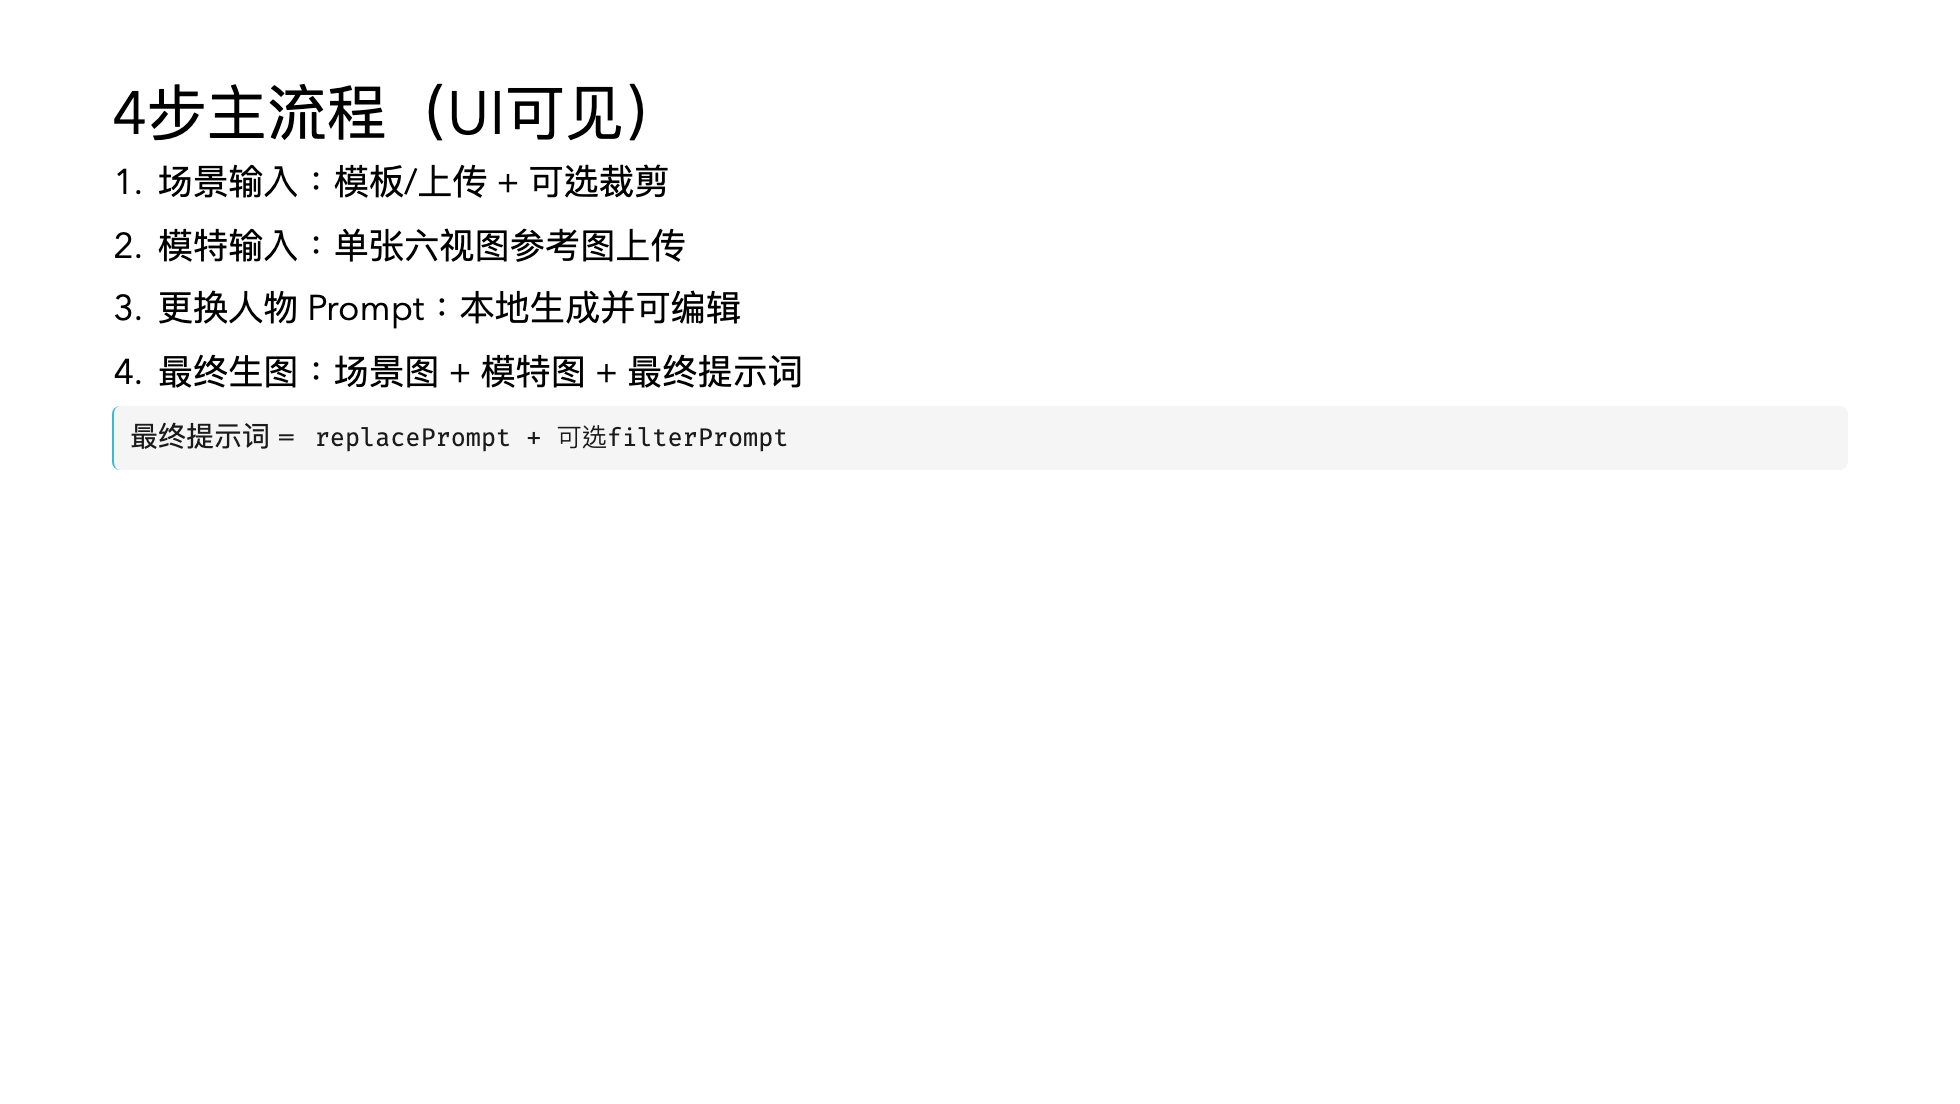 4步主流程（UI可见）
1. 场景输入：模板/上传 + 可选裁剪
2. 模特输入：单张六视图参考图上传
3. 更换人物 Prompt：本地生成并可编辑
4. 最终生图：场景图 + 模特图 + 最终提示词
最终提示词 = replacePrompt + 可选filterPrompt